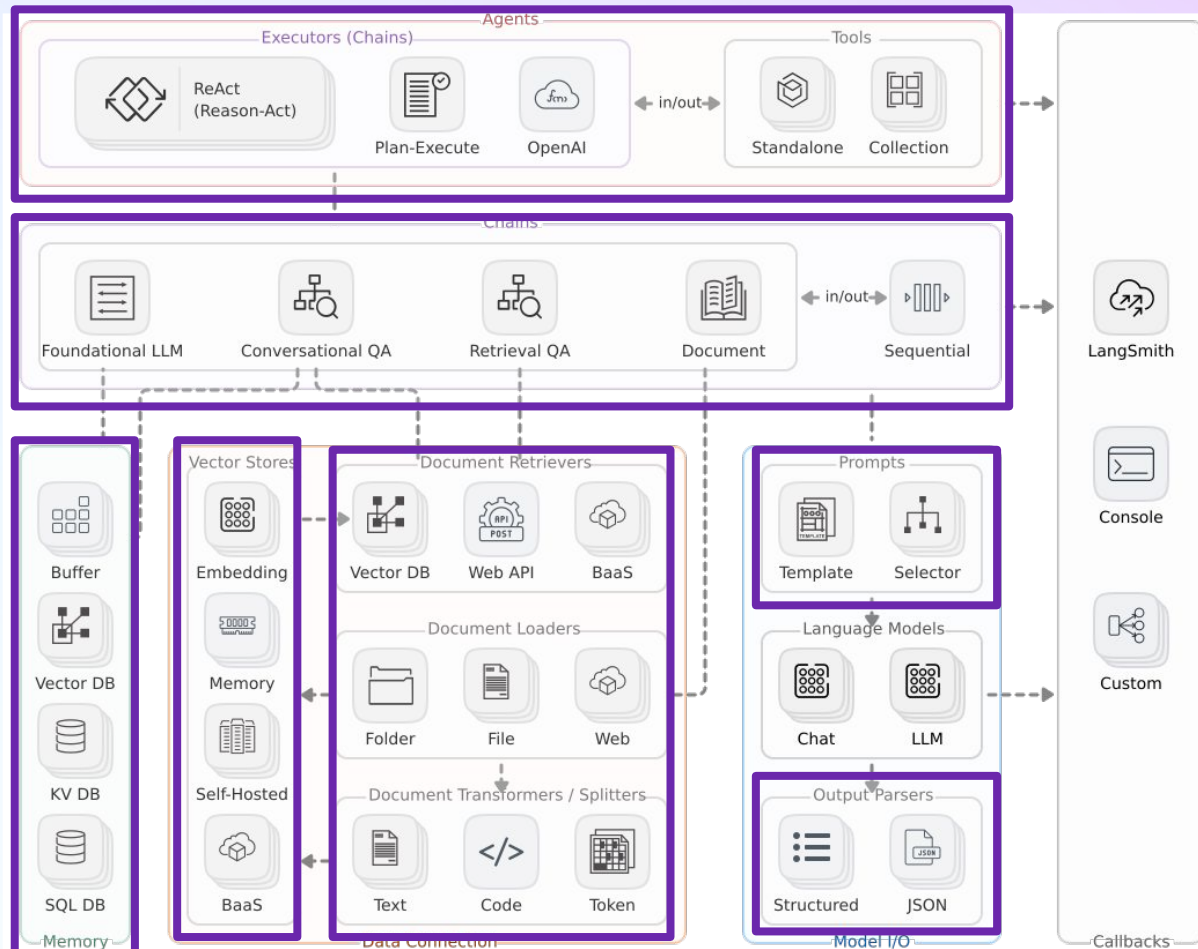 Agents
Executors (Chains)
Tools
ReAct
(Reason-Act)
Plan-Execute
f(n)
OpenAI
in/out
Standalone
Collection
Chains
Foundational LLM
Conversational QA
Retrieval QA
Document
in/out
Sequential
LangSmith
Console
Custom
Callbacks
Buffer
Vector DB
KV DB
SQL DB
Memory
Vector Stores
Embedding
Memory
Self-Hosted
BaaS
Document Retrievers
Vector DB
API
POST
Web API
BaaS
Document Loaders
Folder
File
Web
Document Transformers / Splitters
Text
</>
Code
Token
Data Connection
Prompts
TEMPLATE
Template
Selector
Language Models
Chat
LLM
Output Parsers
Structured
JSON
JSON
Model I/O